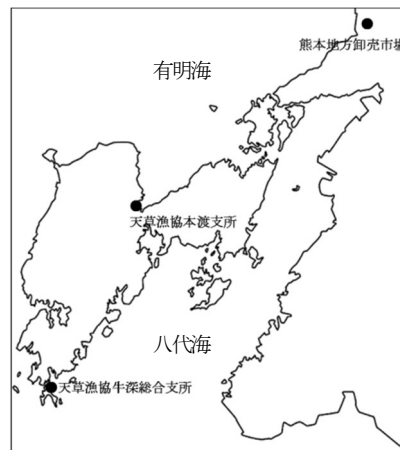 熊本地方卸売市場
有明海
天草漁協本渡支所
八代海
天草漁協牛深総合支所